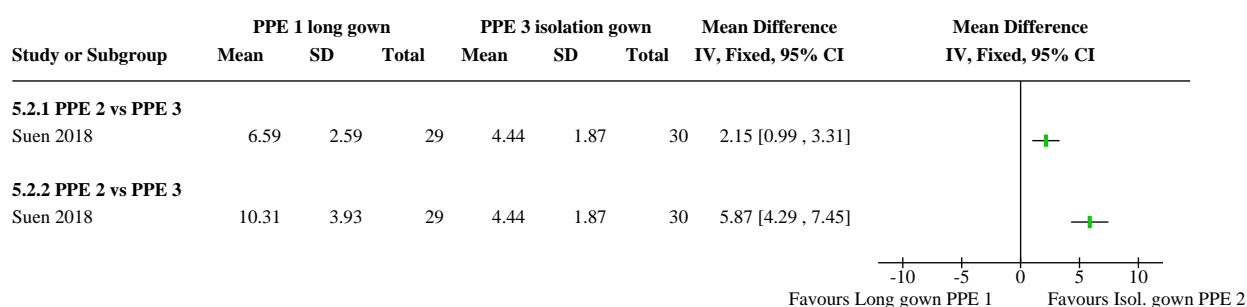 PPE 1 long gown PPE 3 isolation gown Mean Difference Mean Difference
Study or Subgroup Mean SD Total Mean SD Total IV, Fixed, 95% CI IV, Fixed, 95% CI
5.2.1 PPE 2 vs PPE 3
Suen 2018 6.59 2.59 29 4.44 1.87 30 2.15 [0.99 , 3.31]
5.2.2 PPE 2 vs PPE 3
Suen 2018 10.31 3.93 29 4.44 1.87 30 5.87 [4.29 , 7.45]
-10 -5 0 5 10
Favours Long gown PPE 1 Favours Isol. gown PPE 2